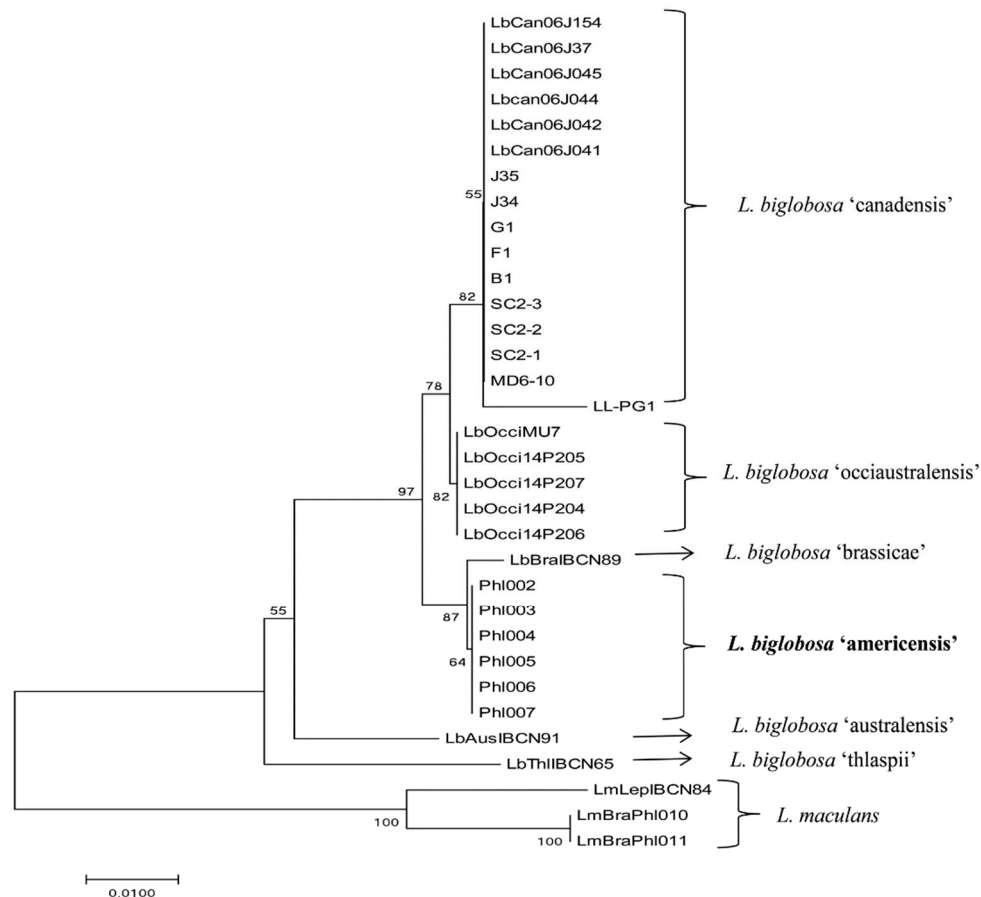 LbCan06J154
LbCan06J37
LbCan06J045
Lbcan06J044
LbCan06J042
LbCan06J041
J35
55
J34
L. biglobosa ‘canadensis’
G1
F1
B1
82
SC2-3
SC2-2
SC2-1
MD6-10
78
LL-PG1
LbOcciMU7
LbOcci14P205
L. biglobosa ‘occiaustralensis’
LbOcci14P207
97
82
LbOcci14P204
LbOcci14P206
LbBraIBCN89
L. biglobosa ‘brassicae’
Phl002
Phl003
87
Phl004
L. biglobosa ‘americensis’
55
64
Phl005
Phl006
Phl007
LbAusIBCN91
L. biglobosa ‘australensis’
LbThlIBCN65
L. biglobosa ‘thlaspii’
LmLepIBCN84
100
LmBraPhl010
L. maculans
100
LmBraPhl011
0.0100